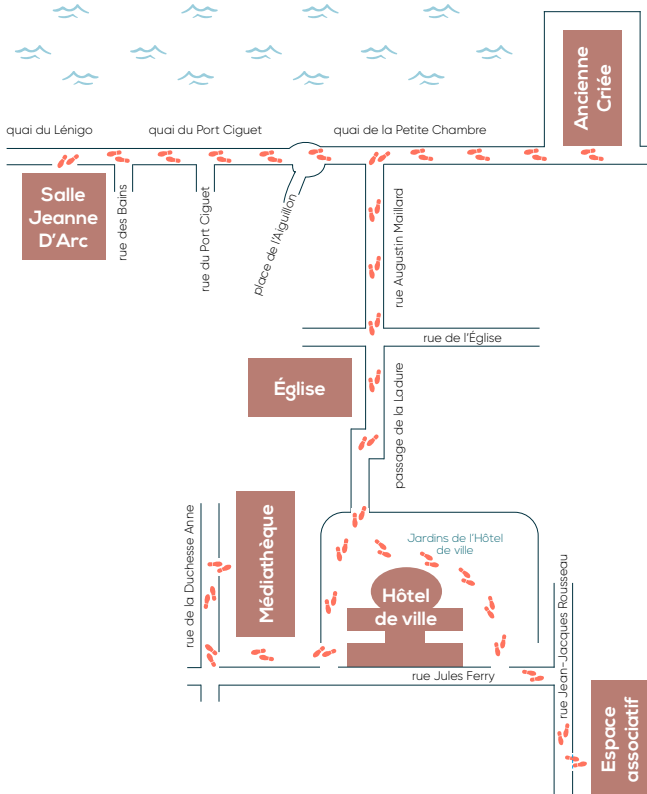 Ancienne
Criée
quai du Lénigo
quai du Port Ciguet
quai de la Petite Chambre
Salle
Jeanne
D'Arc
rue des Bains
rue du Port Ciguet
place de l'Aiguillon
rue Augustin Maillard
rue de l'Église
Église
passage de la Ladure
rue de la Duchesse Anne
Médiathèque
Jardins de l'Hôtel
de ville
Hôtel
de ville
rue Jean-Jacques Rousseau
rue Jules Ferry
Espace
associatif